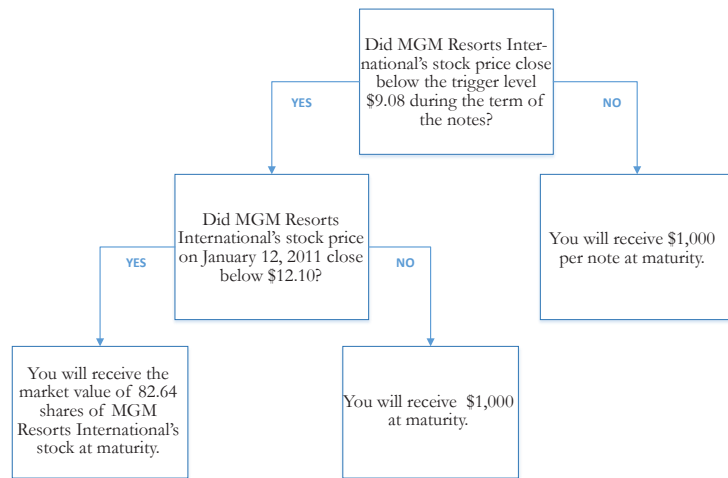 Did MGM Resorts Inter-
national's stock price close
below the trigger level
$9.08 during the term of
the notes?
YES
NO
Did MGM Resorts
International's stock price
on January 12, 2011 close
below $12.10?
You will receive $1,000
per note at maturity.
YES
NO
You will receive the
market value of 82.64
shares of MGM
Resorts International's
stock at maturity.
You will receive $1,000
at maturity.